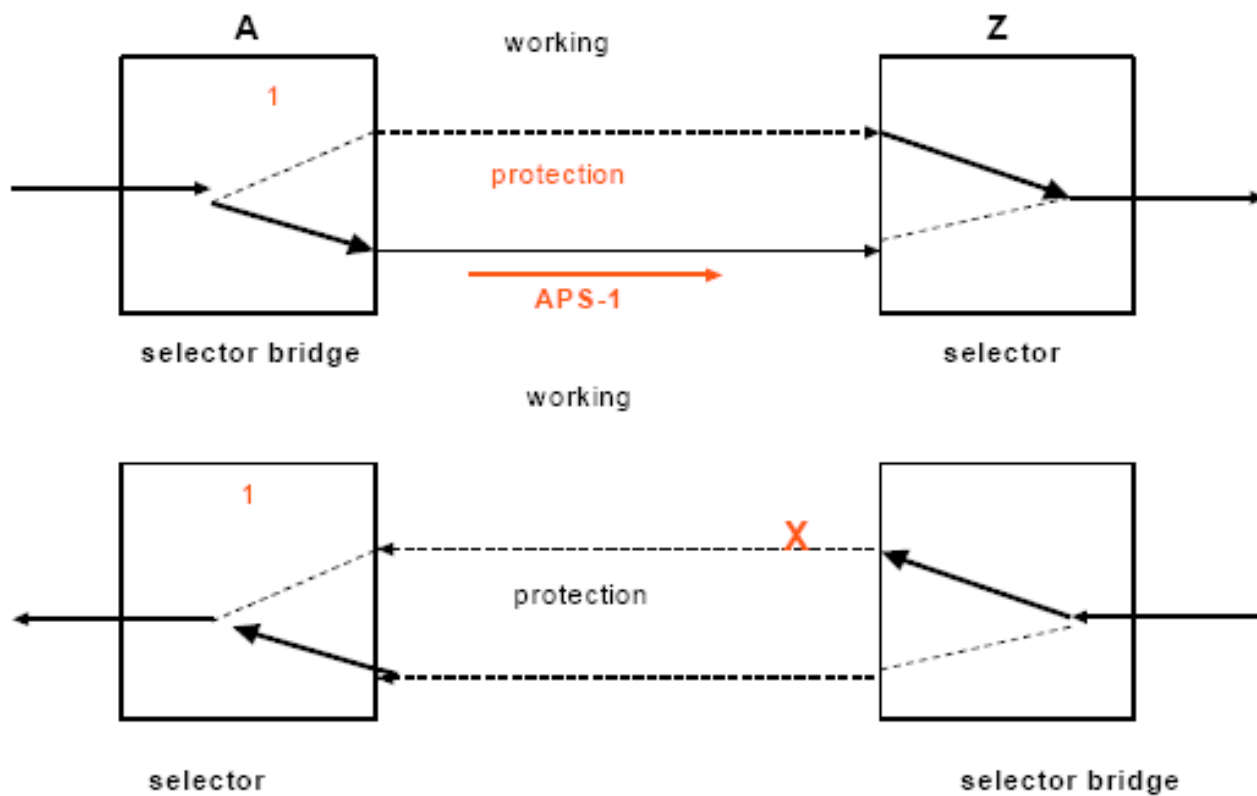 A
working
Z
1
protection
APS-1
selector bridge
selector
working
1
X
protection
selector
selector bridge